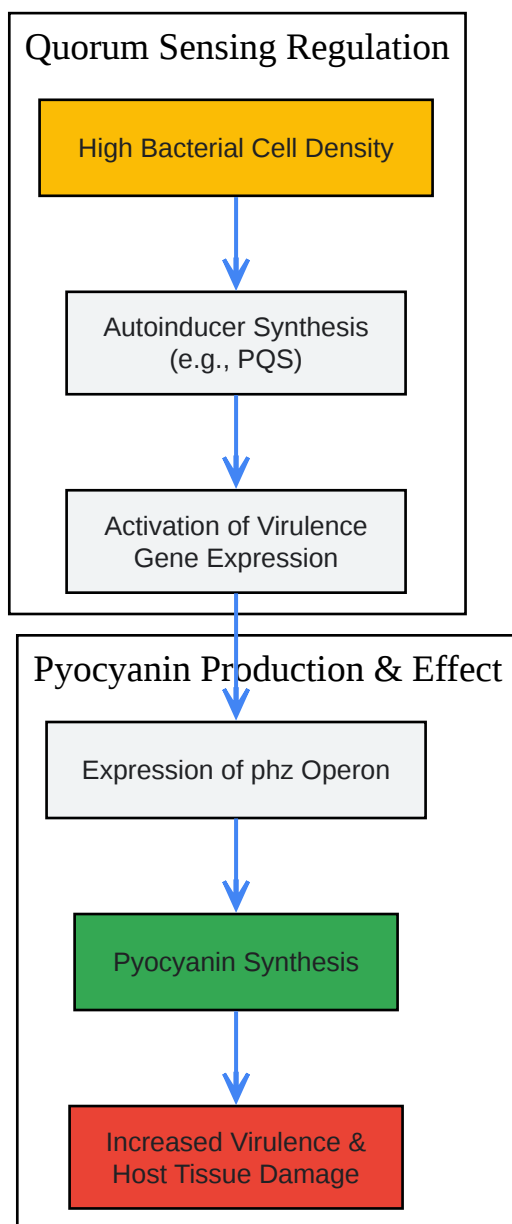 Quorum Sensing Regulation
High Bacterial Cell Density
Autoinducer Synthesis
(e.g., PQS)
Activation of Virulence
Gene Expression
Pyocyanin Production & Effect
Expression of phz Operon
Pyocyanin Synthesis
Increased Virulence &
Host Tissue Damage